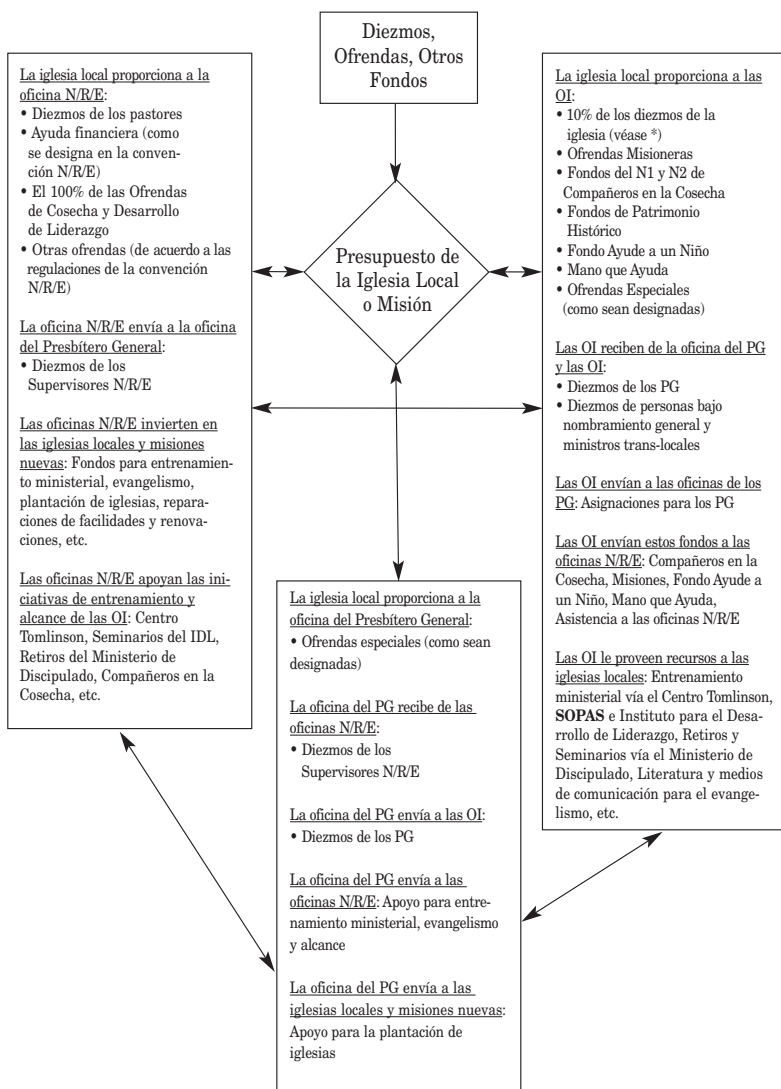 Diezmos,
Ofrendas, Otros
Fondos
La iglesia local proporciona a la
oficina N/R/E:
• Diezmos de los pastores
• Ayuda financiera (como
se designa en la conven-
ción N/R/E)
• El 100% de las Ofrendas
de Cosecha y Desarrollo
de Liderazgo
• Otras ofrendas (de acuerdo a las
regulaciones de la convención
N/R/E)
La oficina N/R/E envía a la oficina
del Presbítero General:
• Diezmos de los
Supervisores N/R/E
Las oficinas N/R/E invierten en
las iglesias locales y misiones
nuevas: Fondos para entrenamien-
to ministerial, evangelismo,
plantación de iglesias, repara-
ciones de facilidades y renova-
ciones, etc.
Las oficinas N/R/E apoyan las ini-
ciativas de entrenamiento y
alcance de las OI: Centro
Tomlinson, Seminarios del IDL,
Retiros del Ministerio de
Discipulado, Compañeros en la
Cosecha, etc.
Presupuesto de
la Iglesia Local
o Misión
La iglesia local proporciona a las
OI:
• 10% de los diezmos de la
iglesia (véase *)
• Ofrendas Misioneras
• Fondos del N1 y N2 de
Compañeros en la Cosecha
• Fondos de Patrimonio
Histórico
• Fondo Ayude a un Niño
• Mano que Ayuda
• Ofrendas Especiales
(como sean designadas)
Las OI reciben de la oficina del PG
y las OI:
• Diezmos de los PG
• Diezmos de personas bajo
nombramiento general y
ministros trans-locales
Las OI envían a las oficinas de los
PG: Asignaciones para los PG
Las OI envían estos fondos a las
oficinas N/R/E: Compañeros en la
Cosecha, Misiones, Fondo Ayude a
un Niño, Mano que Ayuda,
Asistencia a las oficinas N/R/E
Las OI le proveen recursos a las
iglesias locales: Entrenamiento
ministerial vía el Centro Tomlinson,
SOPAS e Instituto para el Desa-
rrollo de Liderazgo, Retiros y
Seminarios vía el Ministerio de
Discipulado, Literatura y medios
de comunicación para el evange-
lismo, etc.
La iglesia local proporciona a la
oficina del Presbítero General:
• Ofrendas especiales (como sean
designadas)
La oficina del PG recibe de las
oficinas N/R/E:
• Diezmos de los
Supervisores N/R/E
La oficina del PG envía a las OI:
• Diezmos de los PG
La oficina del PG envía a las
oficinas N/R/E: Apoyo para entre-
namiento ministerial, evangelismo
y alcance
La oficina del PG envía a las
iglesias locales y misiones nuevas:
Apoyo para la plantación de
iglesias